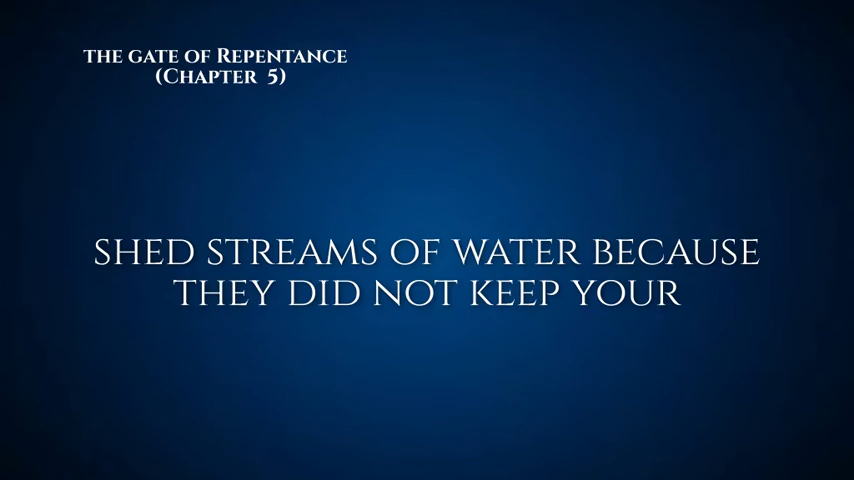 THE GATE OF REPENTANCE
(CHAPTER 5)
SHED STREAMS OF WATER BECAUSE
THEY DID NOT KEEP YOUR